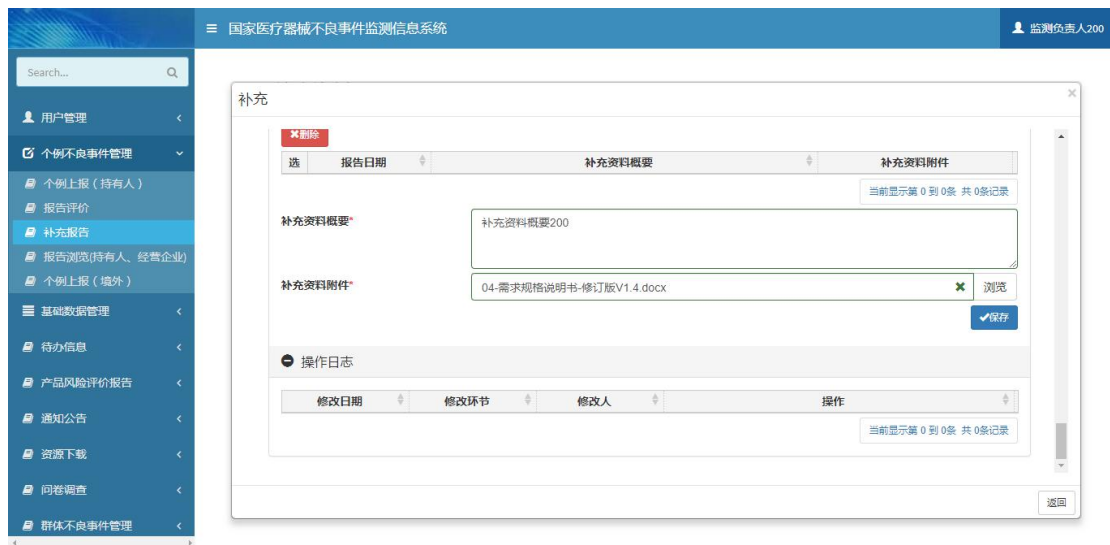 国家医疗器械不良事件监测信息系统
监测负责人200
Search...
用户管理
个例不良事件管理
个例上报（持有人）
报告评价
补充报告
报告浏览(持有人、经营企业)
个例上报（境外）
基础数据管理
待办信息
产品风险评价报告
通知公告
资源下载
问卷调查
群体不良事件管理
补充
删除
选 报告日期 补充资料概要 补充资料附件
当前显示第 0 到 0条 共 0条记录
补充资料概要*
补充资料概要200
补充资料附件*
04-需求规格说明书-修订版V1.4.docx
浏览
保存
操作日志
修改日期 修改环节 修改人 操作
当前显示第 0 到 0条 共 0条记录
返回